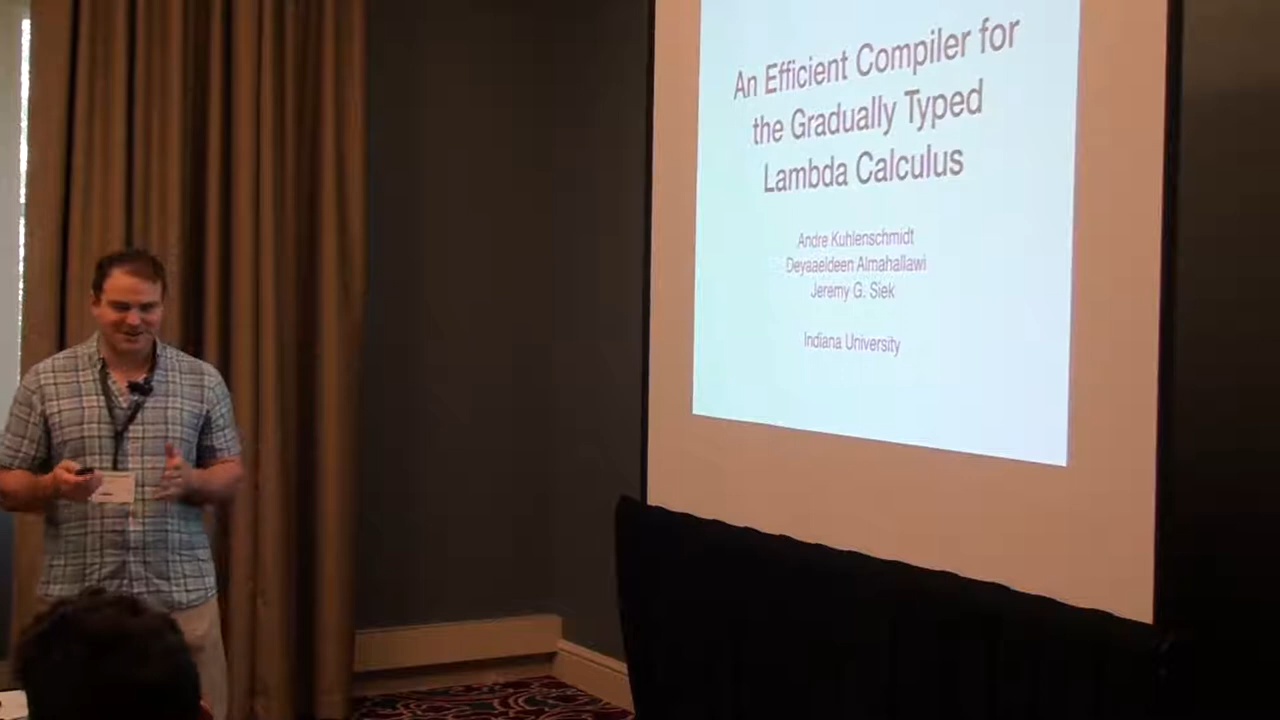 An Efficient Compiler for
the Gradually Typed
Lambda Calculus
Andre Kuhlenschmidt
Deyaaeldeen Almahallawi
Jeremy G. Siek
Indiana University